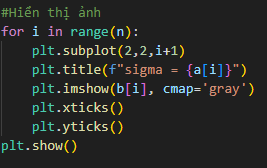 #Hiển thị ảnh
for i in range(n):
    plt.subplot(2,2,i+1)
    plt.title(f"sigma = {a[i]}")
    plt.imshow(b[i], cmap='gray')
    plt.xticks()
    plt.yticks()
plt.show()